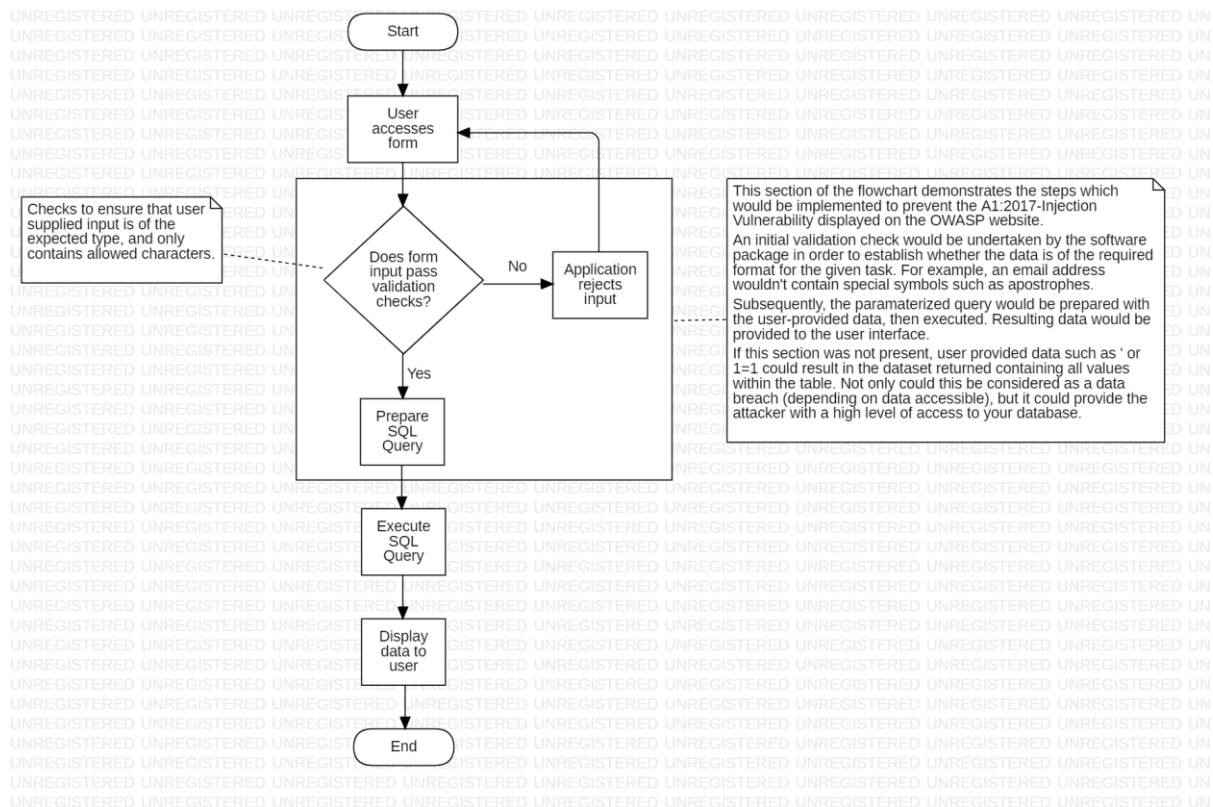 Start
User
accesses
form
Checks to ensure that user
supplied input is of the
expected type, and only
contains allowed characters.
Does form
input pass
validation
checks?
No
Application
rejects
input
Yes
Prepare
SQL
Query
Execute
SQL
Query
Display
data to
user
End
This section of the flowchart demonstrates the steps which
would be implemented to prevent the A1:2017-Injection
Vulnerability displayed on the OWASP website.
An initial validation check would be undertaken by the software
package in order to establish whether the data is of the required
format for the given task. For example, an email address
wouldn't contain special symbols such as apostrophes.
Subsequently, the paramaterized query would be prepared with
the user-provided data, then executed. Resulting data would be
provided to the user interface.
If this section was not present, user provided data such as ' or
1=1 could result in the dataset returned containing all values
within the table. Not only could this be considered as a data
breach (depending on data accessible), but it could provide the
attacker with a high level of access to your database.
UNREGISTERED